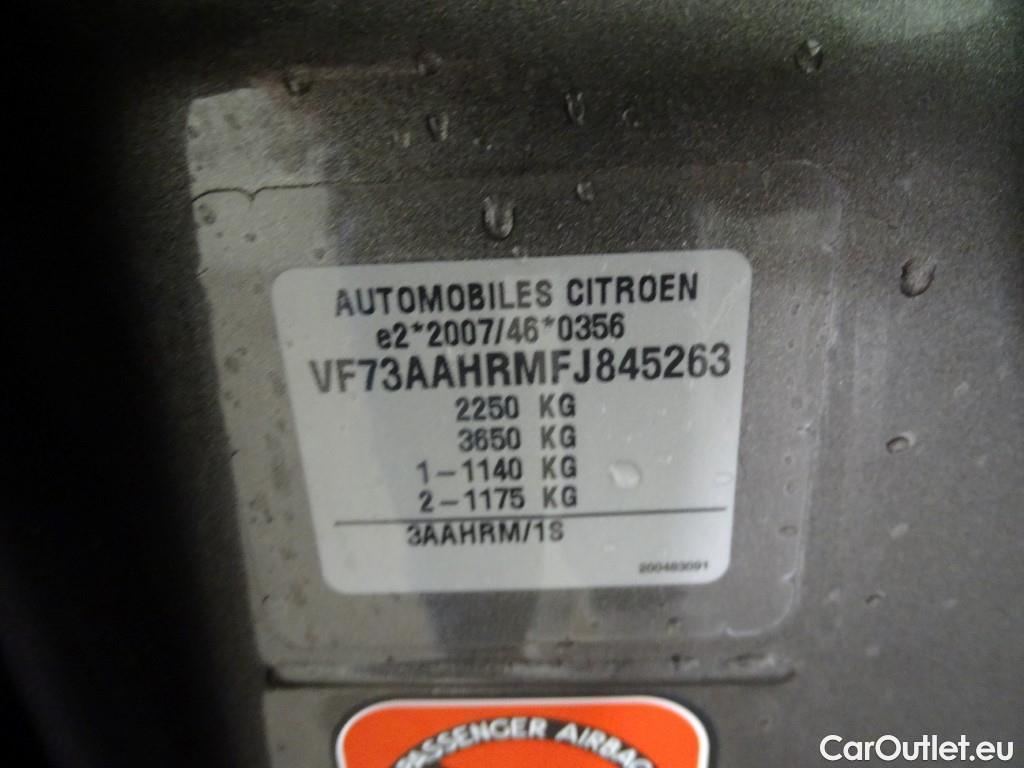 AUTOMOBILES CITROEN
e2*2007/46*0356
VF73AAHRMFJ845263
2250 KG
3650 KG
1-1140 KG
2-1175 KG
3AAHRM/1S
200483091
PASSENGER AIRBAG
CarOutlet.eu